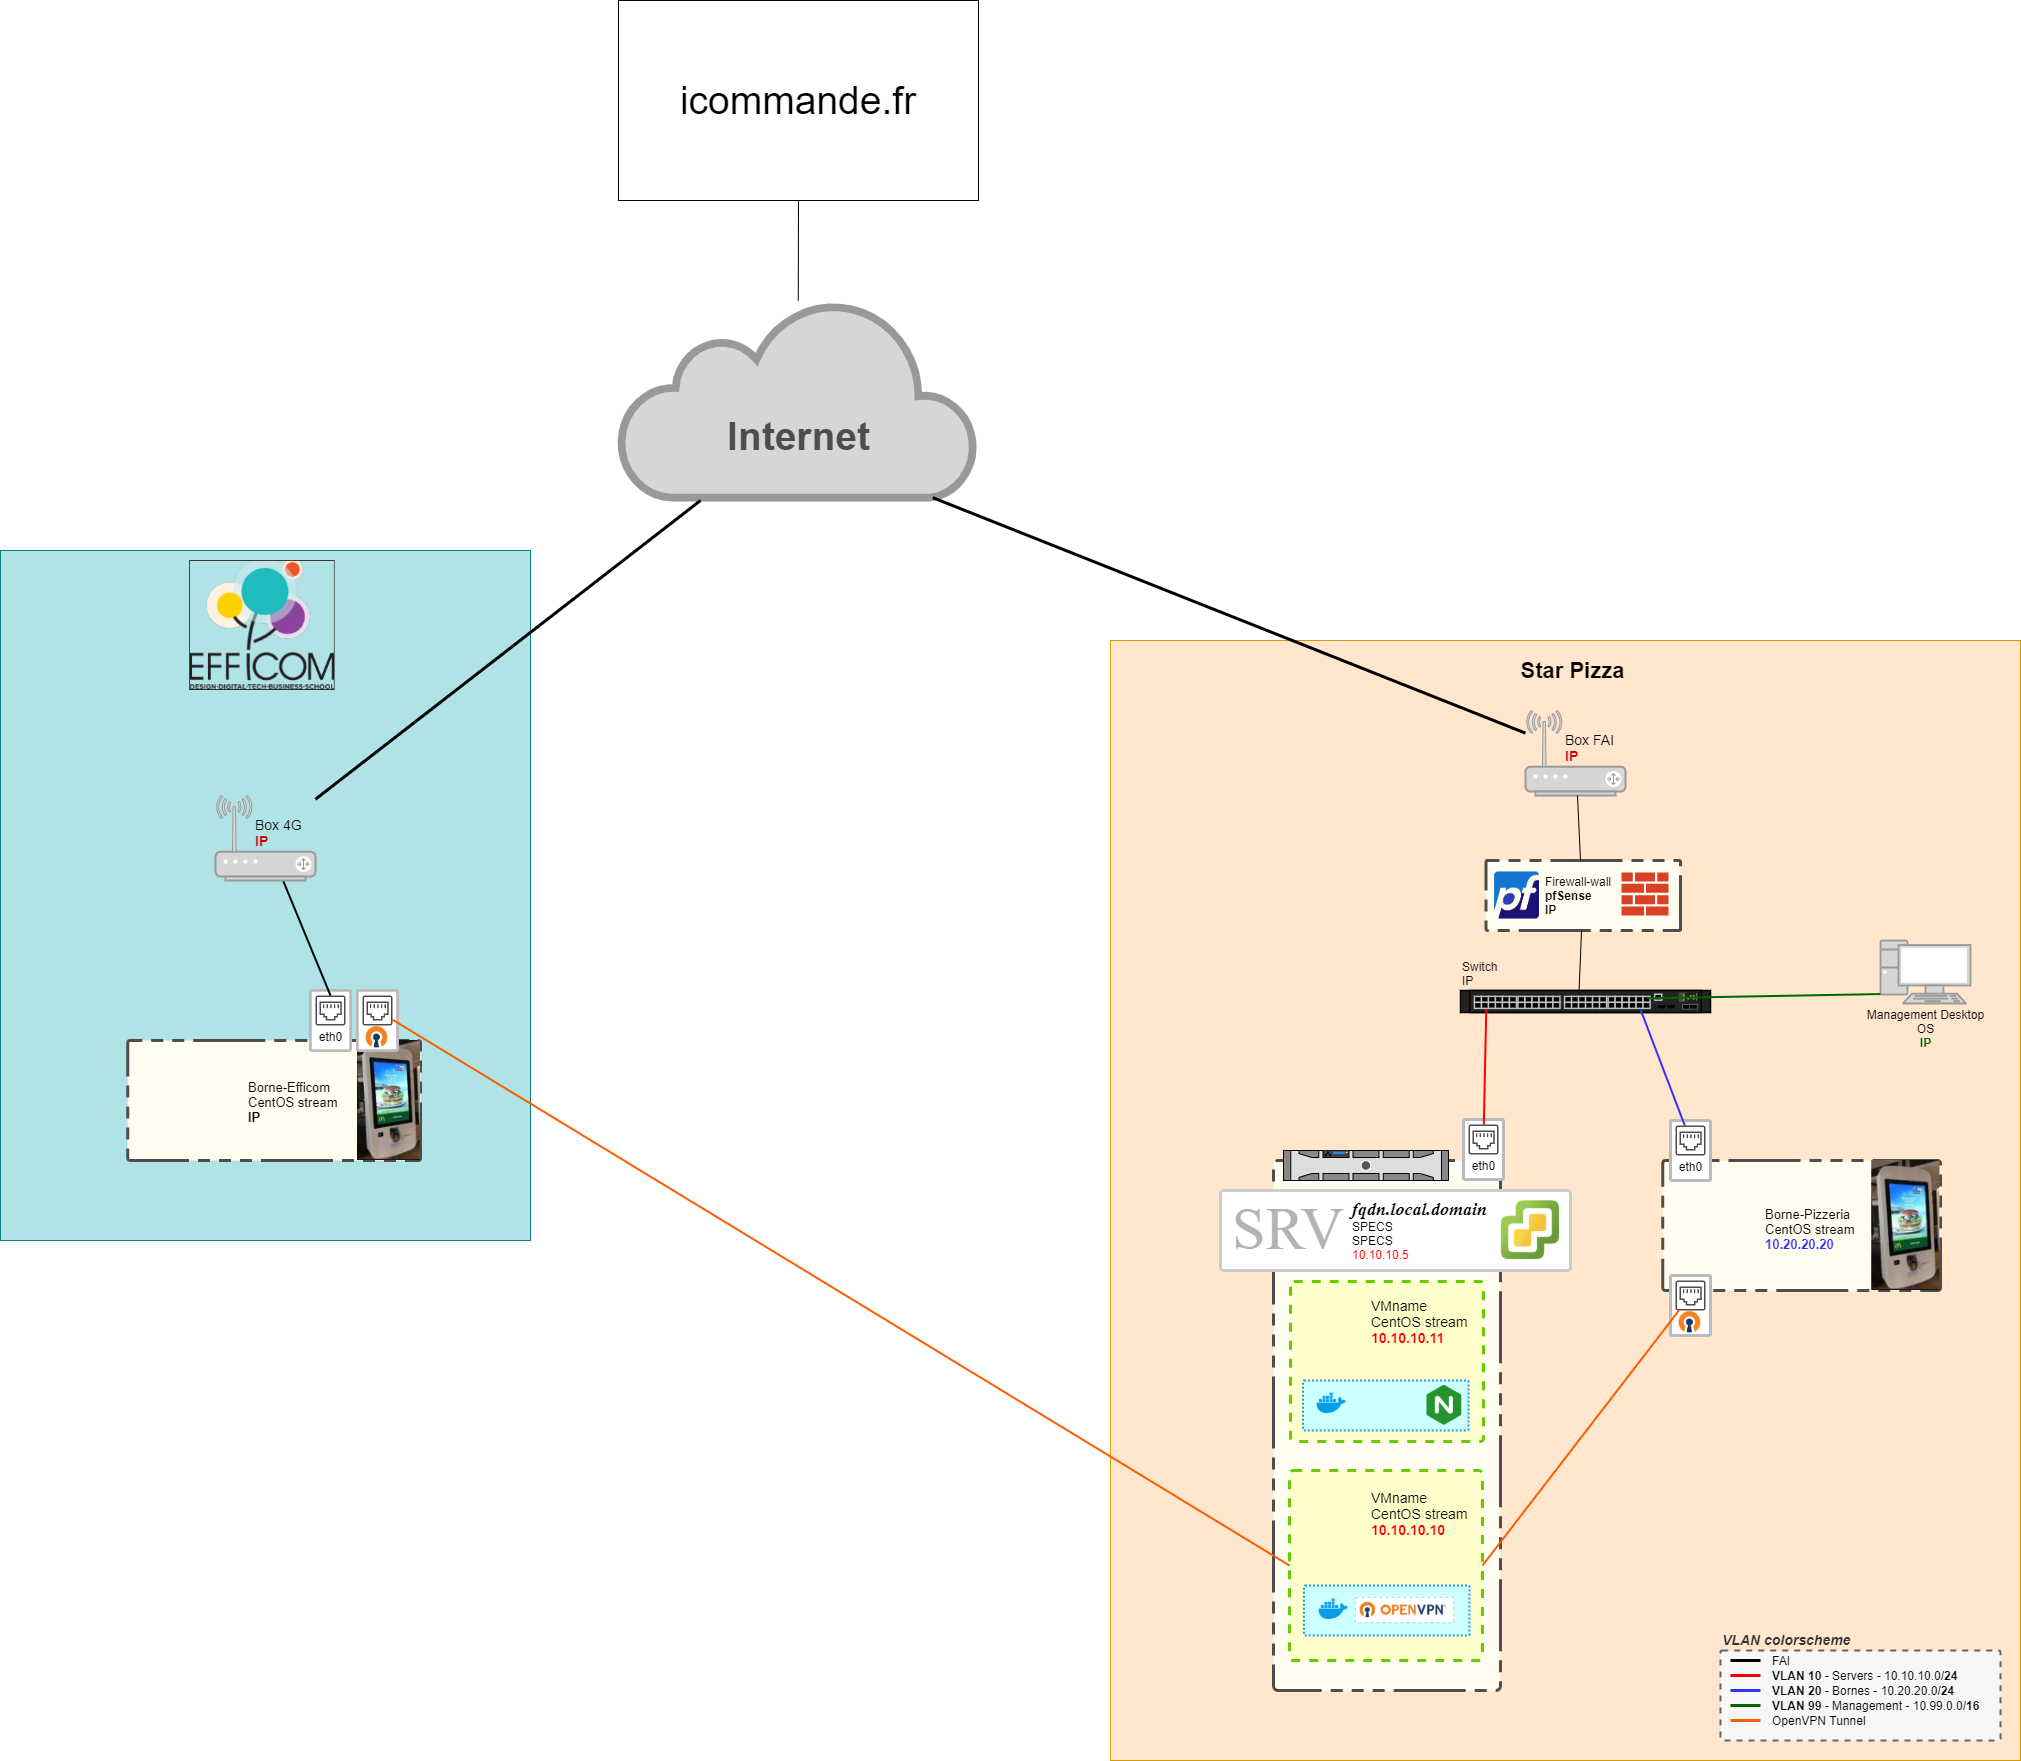 icommande.fr
Internet
EFFICOM
DESIGN-DIGITAL-TECH-BUSINESS-SCHOOL
Box 4G
IP
eth0
Borne-Efficom
CentOS stream
IP
Star Pizza
Box FAI
IP
pf
Firewall-wall
pfSense
IP
Switch
IP
Management Desktop
OS
IP
eth0
eth0
SRV
fqdn.local.domain
SPECS
SPECS
10.10.10.5
Borne-Pizzeria
CentOS stream
10.20.20.20
VMname
CentOS stream
10.10.10.11
N
VMname
CentOS stream
10.10.10.10
OPENVPN
VLAN colorscheme
FAI
VLAN 10 - Servers - 10.10.10.0/24
VLAN 20 - Bornes - 10.20.20.0/24
VLAN 99 - Management - 10.99.0.0/16
OpenVPN Tunnel